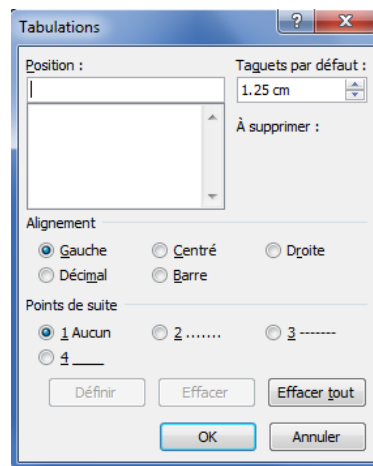 Tabulations
Position : Taquets par défaut :
1.25 cm
À supprimer :
Alignement
Gauche Centré Droite
Décimal Barre
Points de suite
1 Aucun 2 ....... 3 -------
4 ____
Définir Effacer Effacer tout
OK Annuler